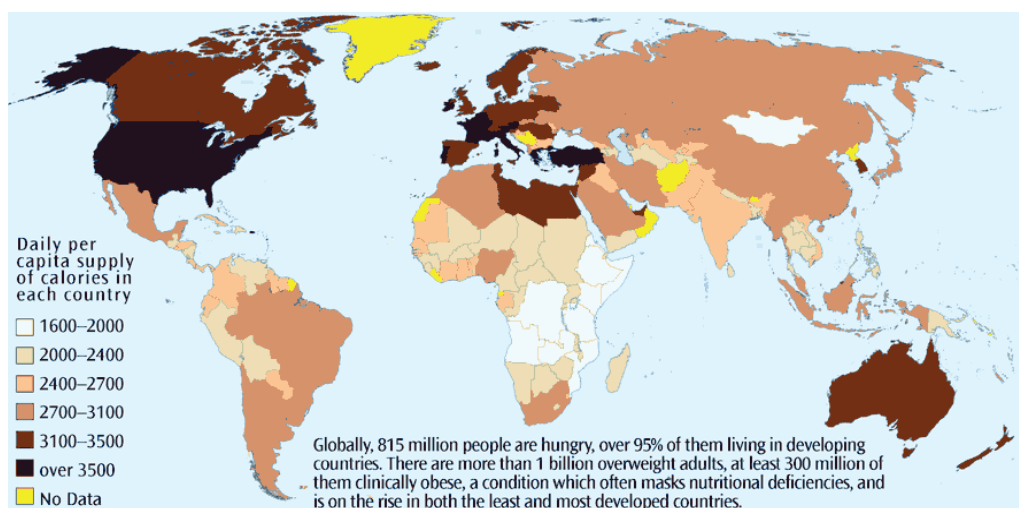 Daily per
capita supply
of calories in
each country
1600–2000
2000–2400
2400–2700
2700–3100
3100–3500
over 3500
No Data
Globally, 815 million people are hungry, over 95% of them living in developing
countries. There are more than 1 billion overweight adults, at least 300 million of
them clinically obese, a condition which often masks nutritional deficiencies, and
is on the rise in both the least and most developed countries.